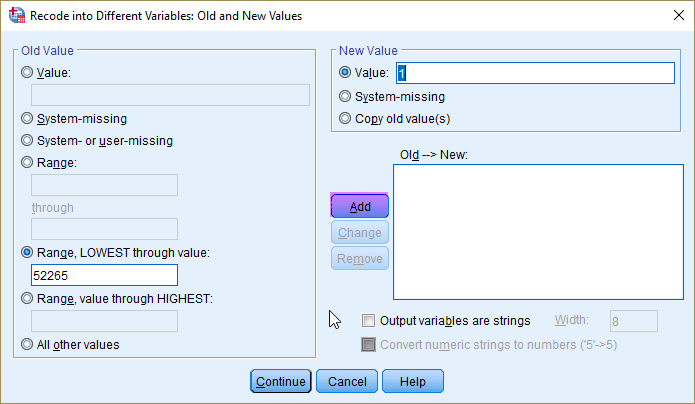 Recode into Different Variables: Old and New Values
Old Value
Value:
System-missing
System- or user-missing
Range:
through
Range, LOWEST through value:
52265
Range, value through HIGHEST:
All other values
New Value
Value: 1
System-missing
Copy old value(s)
Old --> New:
Add
Change
Remove
Output variables are strings Width: 8
Convert numeric strings to numbers ('5'->5)
Continue Cancel Help